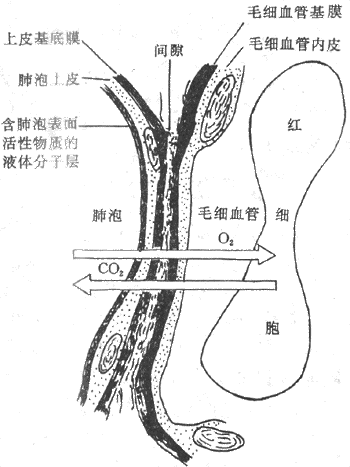 毛细血管基膜
上皮基底膜
间隙
毛细血管内皮
肺泡上皮
含肺泡表面
活性物质的
液体分子层
红
肺泡
毛细血管
细
O₂
CO₂
胞